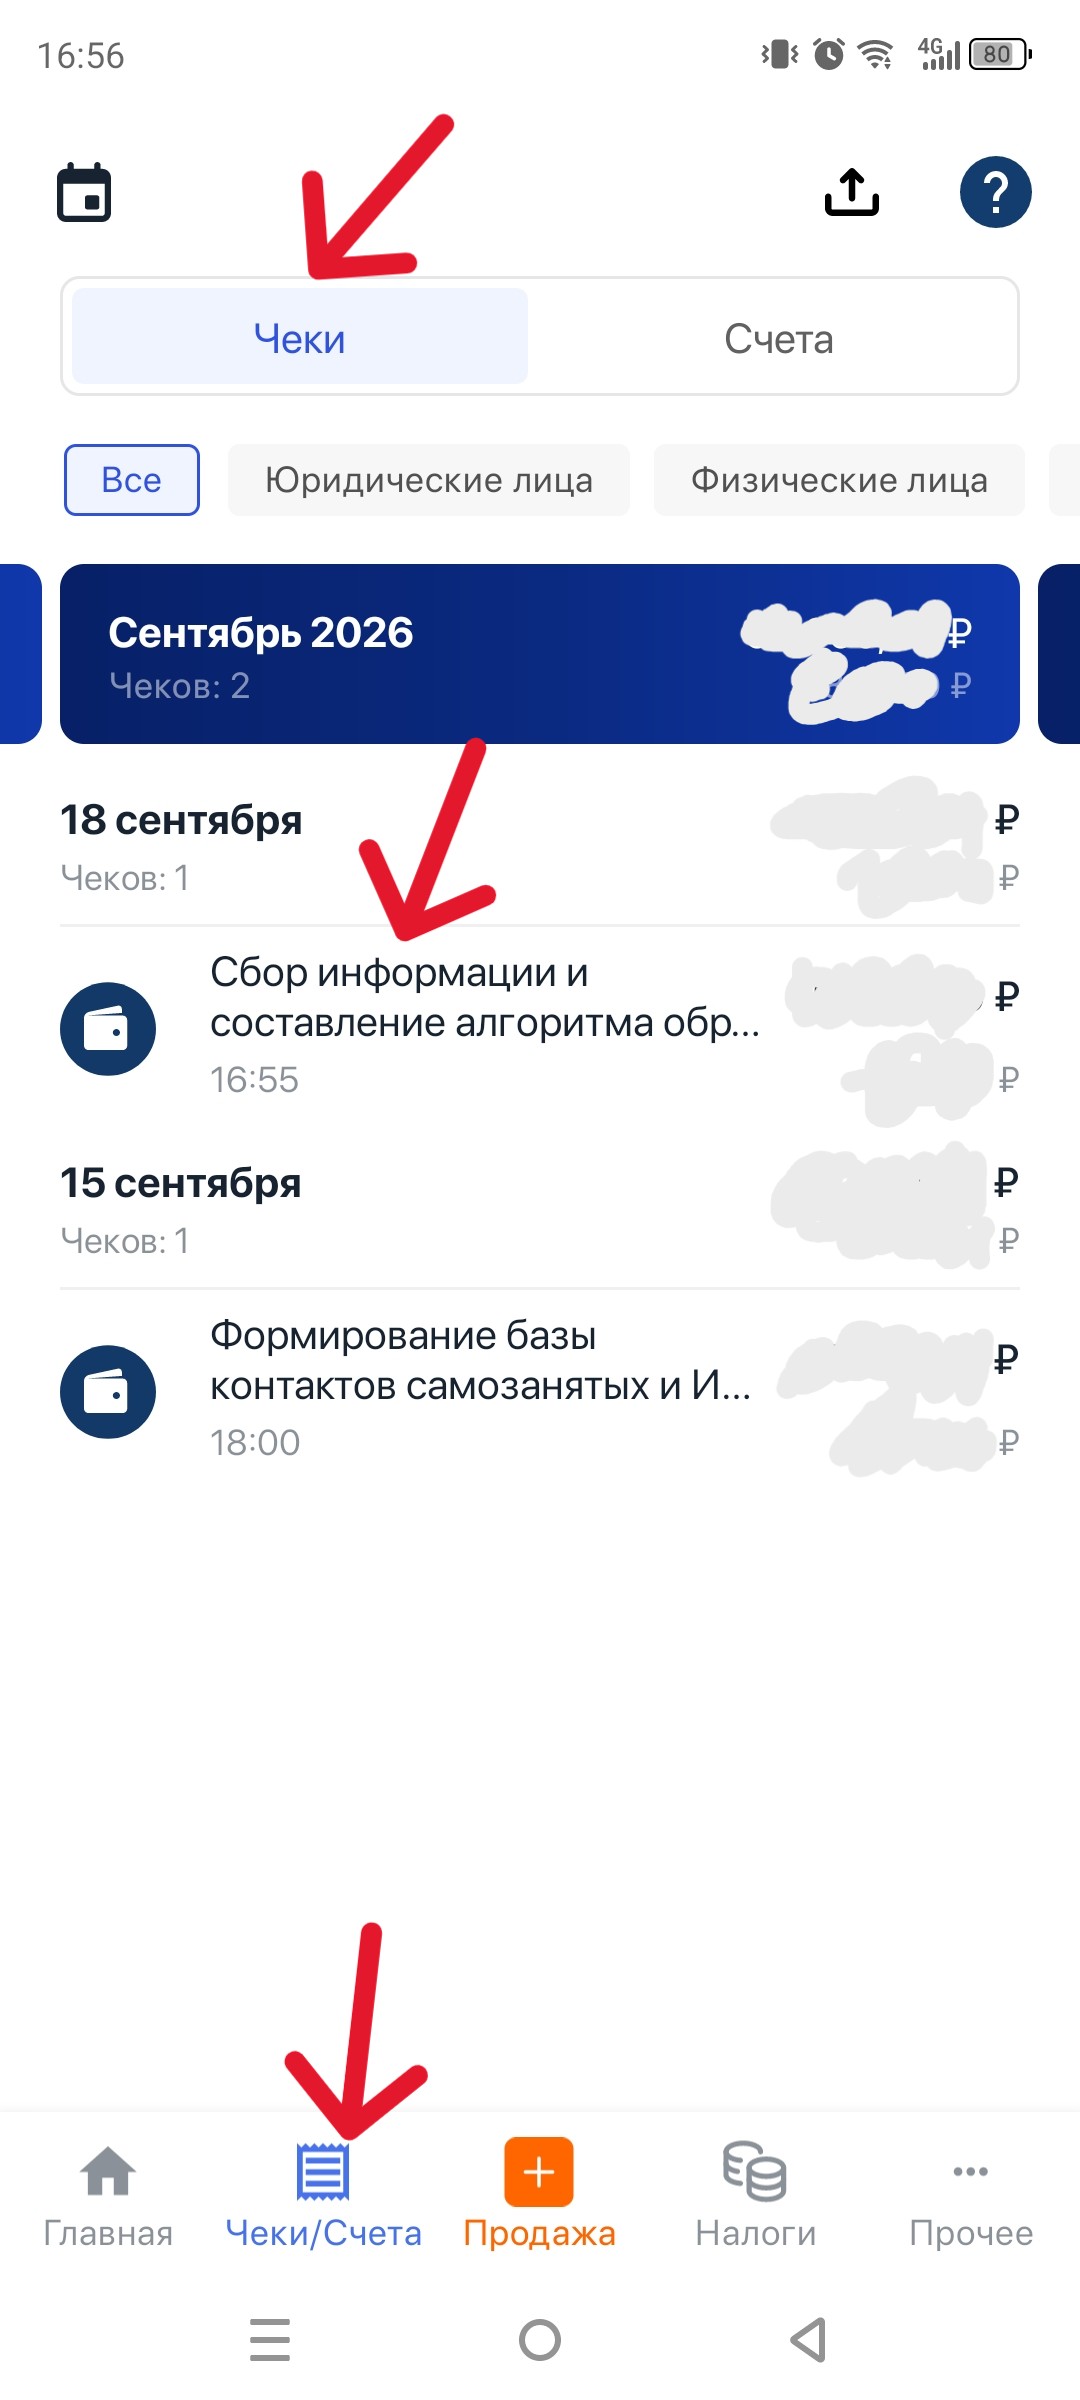 16:56
4G 80
?
Чеки Счета
Все Юридические лица Физические лица
Сентябрь 2026 ₽
Чеков: 2 ₽
18 сентября ₽
Чеков: 1 ₽
Сбор информации и
составление алгоритма обр... ₽
16:55 ₽
15 сентября ₽
Чеков: 1 ₽
Формирование базы
контактов самозанятых и И... ₽
18:00 ₽
Главная Чеки/Счета Продажа Налоги Прочее